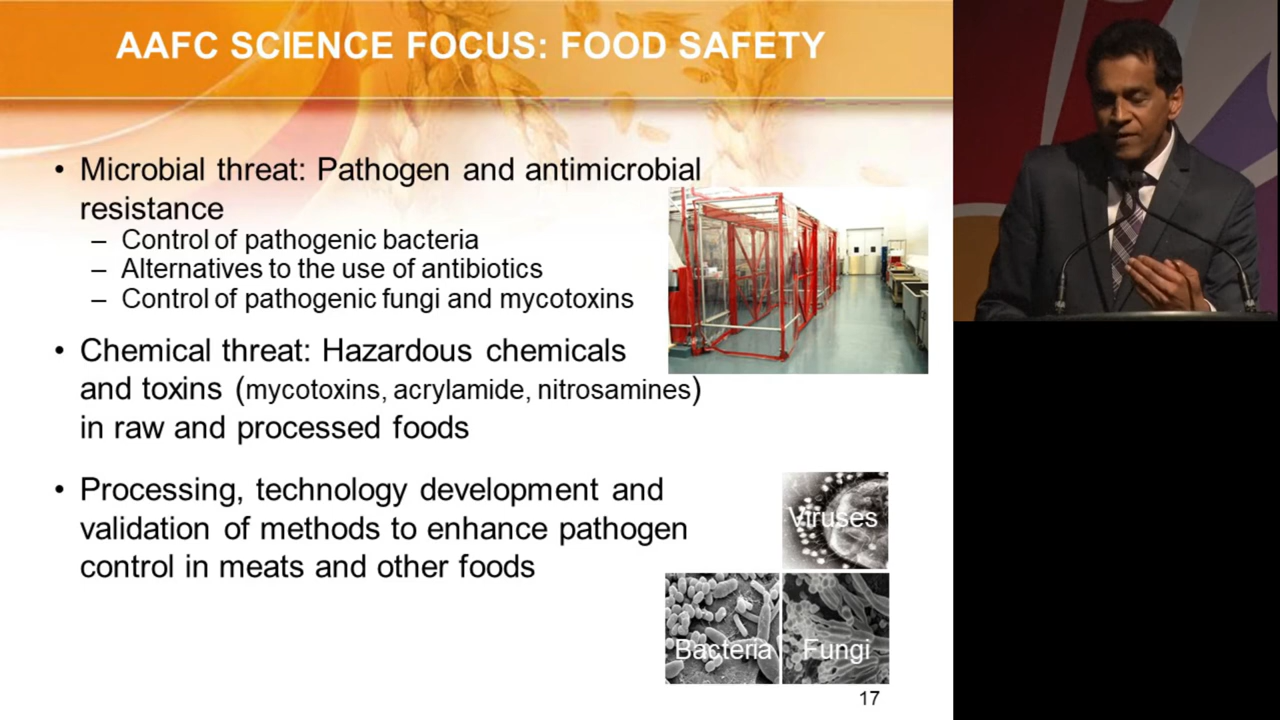 AAFC SCIENCE FOCUS: FOOD SAFETY
• Microbial threat: Pathogen and antimicrobial
resistance
– Control of pathogenic bacteria
– Alternatives to the use of antibiotics
– Control of pathogenic fungi and mycotoxins
• Chemical threat: Hazardous chemicals
and toxins (mycotoxins, acrylamide, nitrosamines)
in raw and processed foods
• Processing, technology development and
validation of methods to enhance pathogen
control in meats and other foods
Viruses
Bacteria
Fungi
17